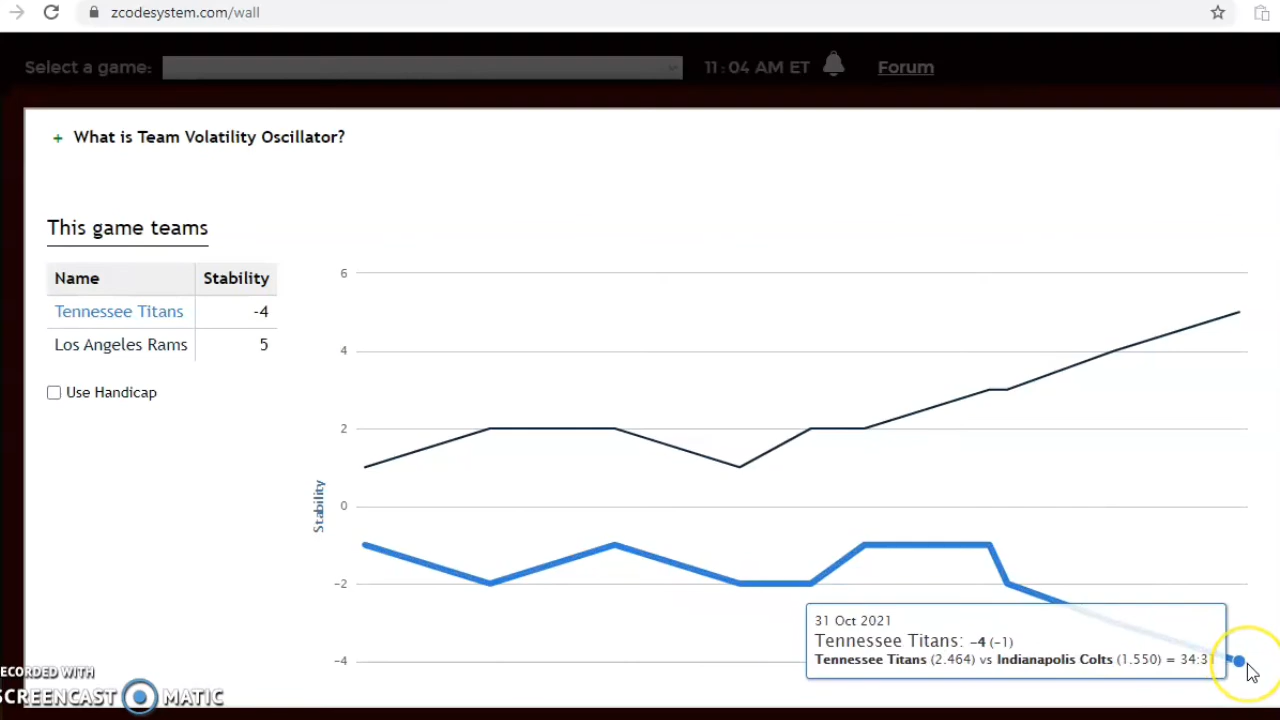 zcodesystem.com/wall
Select a game: 11:04 AM ET Forum
+ What is Team Volatility Oscillator?
This game teams
Name Stability
Tennessee Titans -4
Los Angeles Rams 5
Use Handicap
Stability
6
4
2
0
-2
-4
31 Oct 2021
Tennessee Titans: -4 (-1)
Tennessee Titans (2.464) vs Indianapolis Colts (1.550) = 34:31
ECORDED WITH
SCREENCAST MATIC